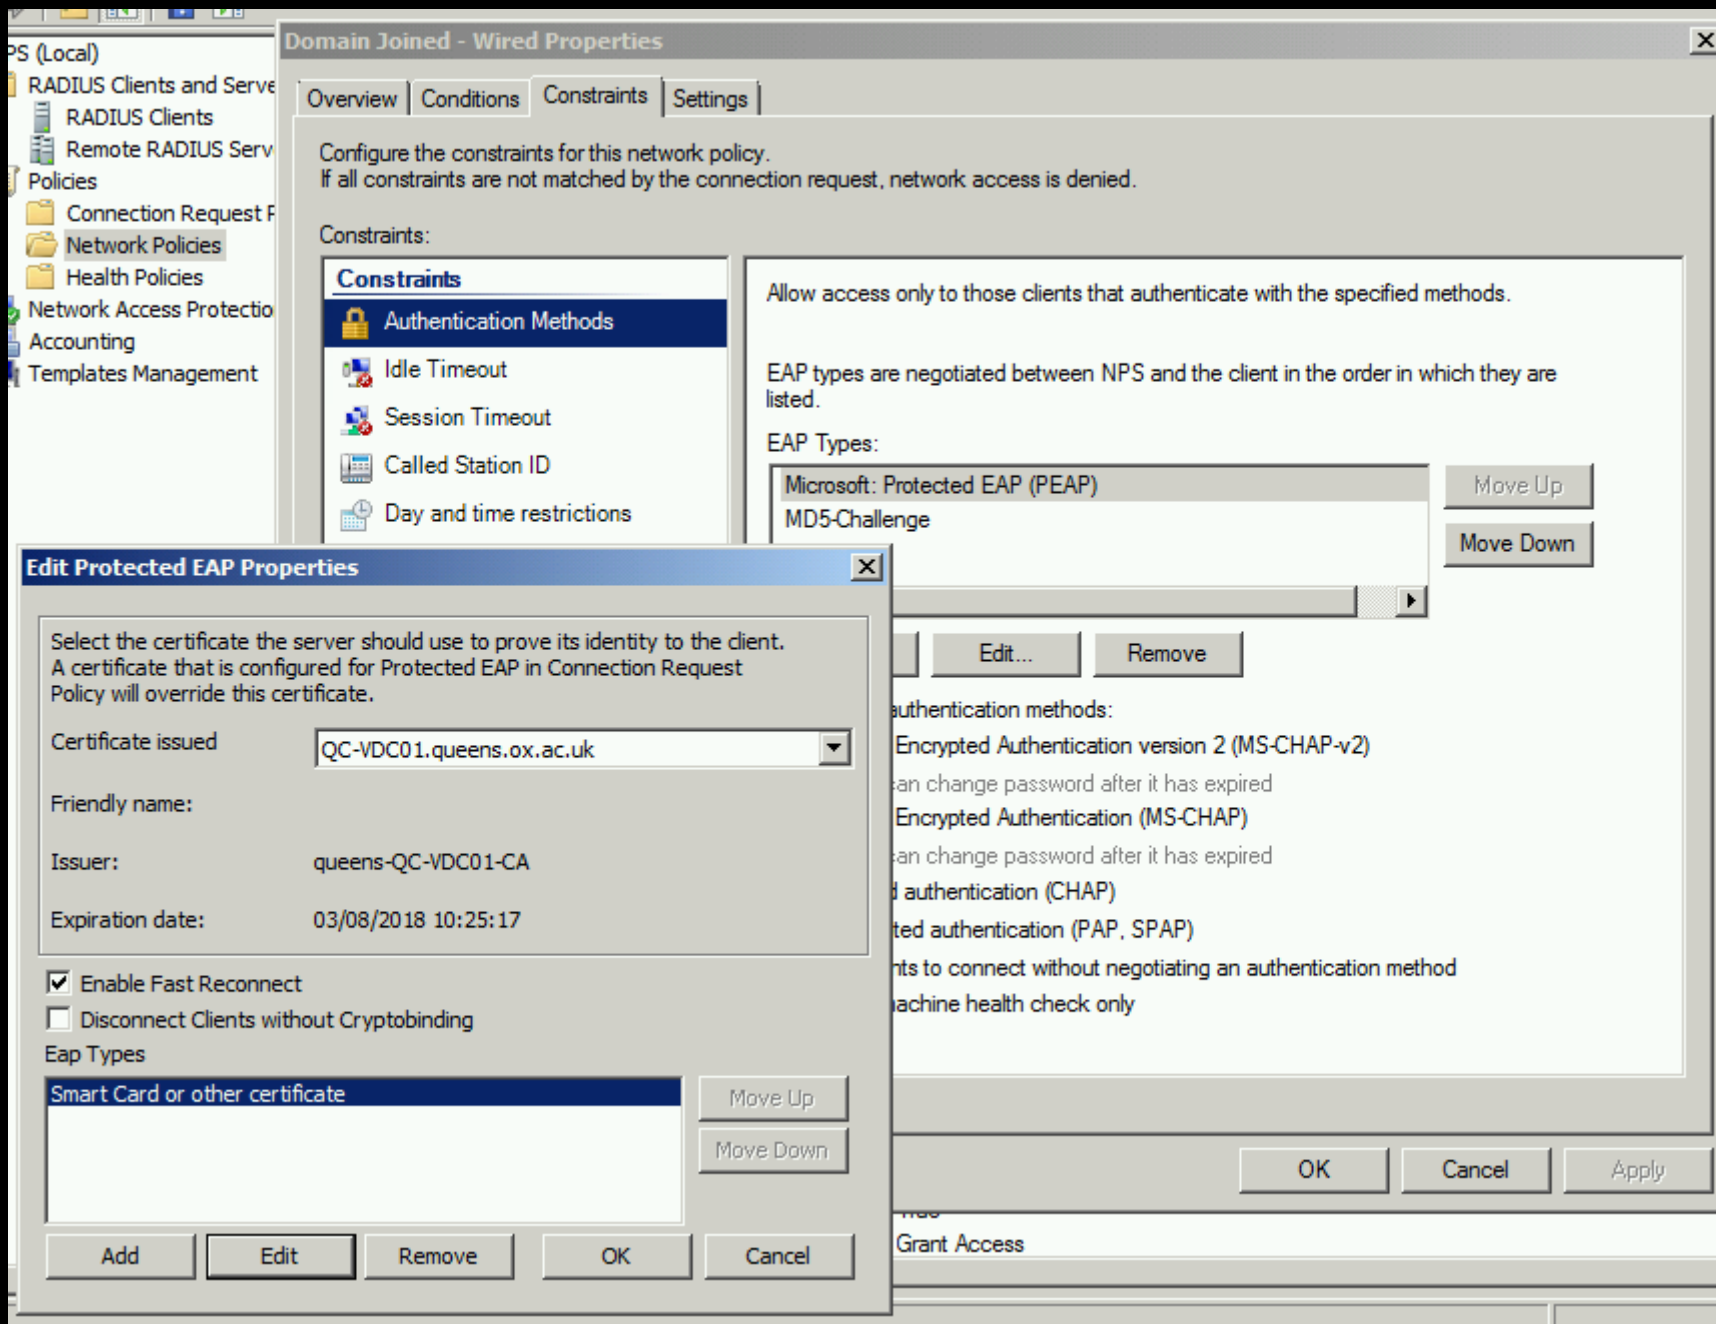 PS (Local)
RADIUS Clients and Serve
RADIUS Clients
Remote RADIUS Serv
Policies
Connection Request P
Network Policies
Health Policies
Network Access Protectio
Accounting
Templates Management
Domain Joined - Wired Properties
Overview
Conditions
Constraints
Settings
Configure the constraints for this network policy.
If all constraints are not matched by the connection request, network access is denied.
Constraints:
Constraints
Authentication Methods
Idle Timeout
Session Timeout
Called Station ID
Day and time restrictions
Allow access only to those clients that authenticate with the specified methods.
EAP types are negotiated between NPS and the client in the order in which they are
listed.
EAP Types:
Microsoft: Protected EAP (PEAP)
MD5-Challenge
Move Up
Move Down
Edit...
Remove
authentication methods:
Encrypted Authentication version 2 (MS-CHAP-v2)
can change password after it has expired
Encrypted Authentication (MS-CHAP)
can change password after it has expired
d authentication (CHAP)
ted authentication (PAP, SPAP)
nts to connect without negotiating an authentication method
machine health check only
OK
Cancel
Apply
Grant Access
Edit Protected EAP Properties
Select the certificate the server should use to prove its identity to the client.
A certificate that is configured for Protected EAP in Connection Request
Policy will override this certificate.
Certificate issued
QC-VDC01.queens.ox.ac.uk
Friendly name:
Issuer:
queens-QC-VDC01-CA
Expiration date:
03/08/2018 10:25:17
Enable Fast Reconnect
Disconnect Clients without Cryptobinding
Eap Types
Smart Card or other certificate
Move Up
Move Down
Add
Edit
Remove
OK
Cancel